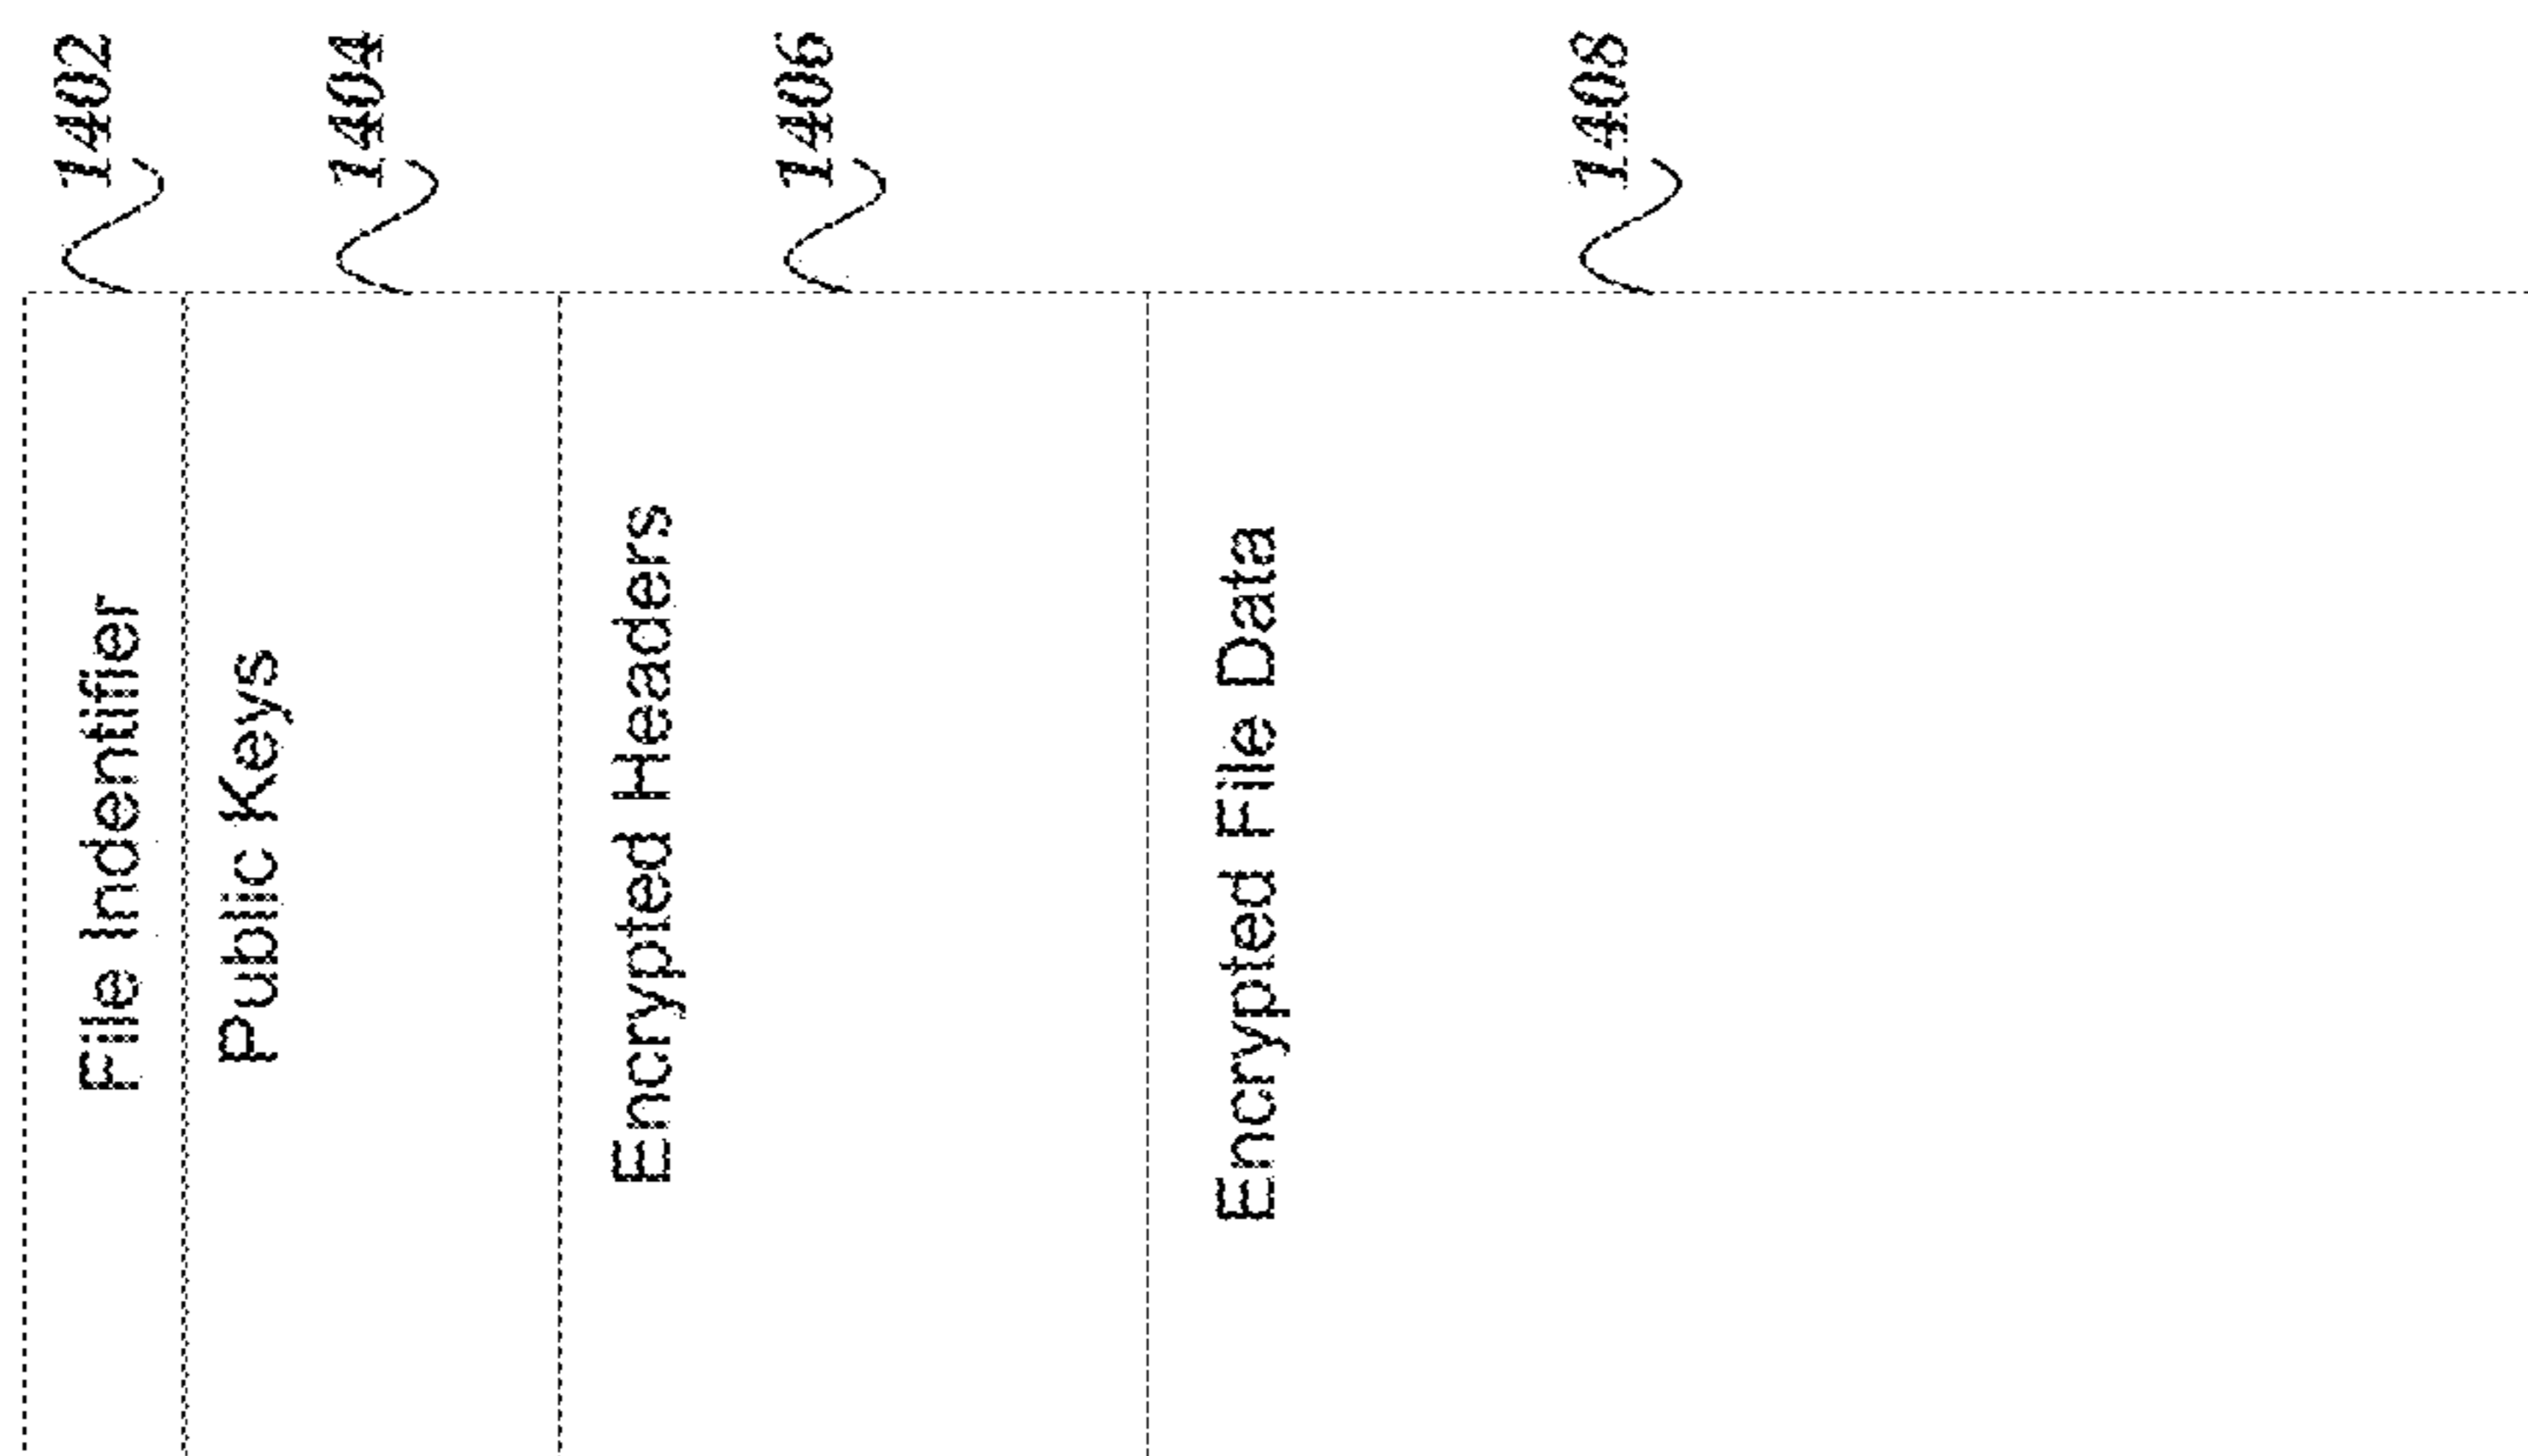 File Indentifier
1402
Public Keys
1404
Encrypted Headers
1406
Encrypted File Data
1408